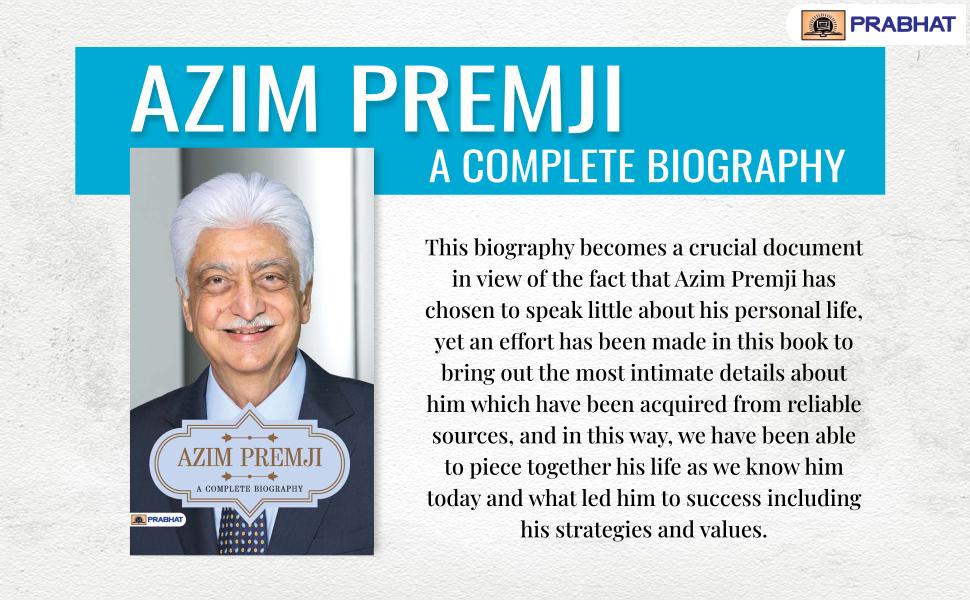 PRABHAT
AZIM PREMJI
A COMPLETE BIOGRAPHY
This biography becomes a crucial document
in view of the fact that Azim Premji has
chosen to speak little about his personal life,
yet an effort has been made in this book to
bring out the most intimate details about
him which have been acquired from reliable
sources, and in this way, we have been able
to piece together his life as we know him
today and what led him to success including
his strategies and values.
AZIM PREMJI
A COMPLETE BIOGRAPHY
PRABHAT